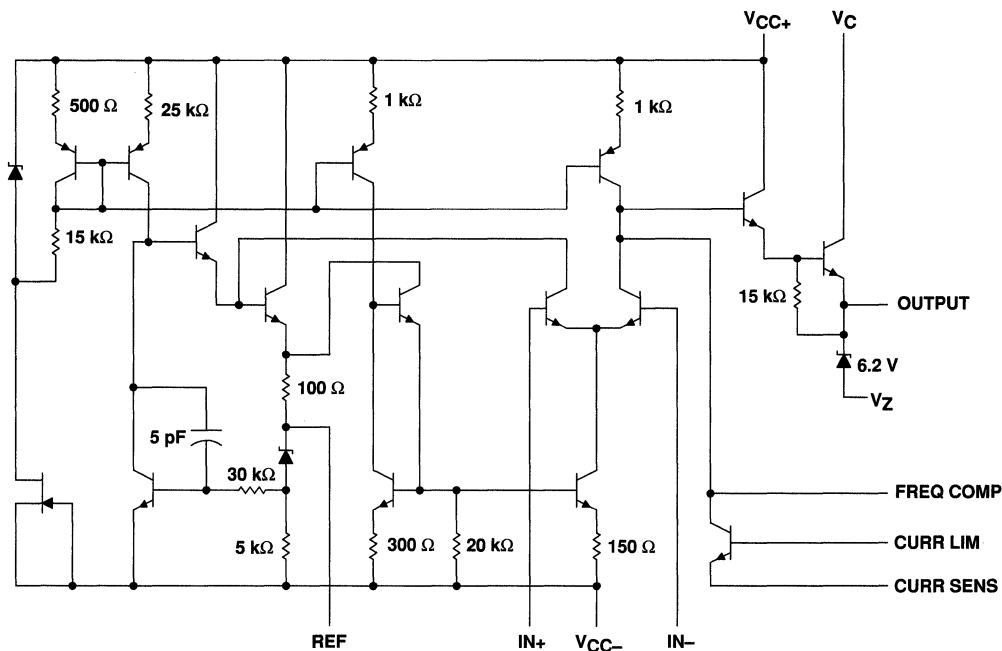 VCC+
VC
500 Ω
25 kΩ
1 kΩ
1 kΩ
15 kΩ
15 kΩ
OUTPUT
6.2 V
VZ
100 Ω
5 pF
30 kΩ
FREQ COMP
5 kΩ
300 Ω
20 kΩ
150 Ω
CURR LIM
CURR SENS
REF
IN+
VCC–
IN–